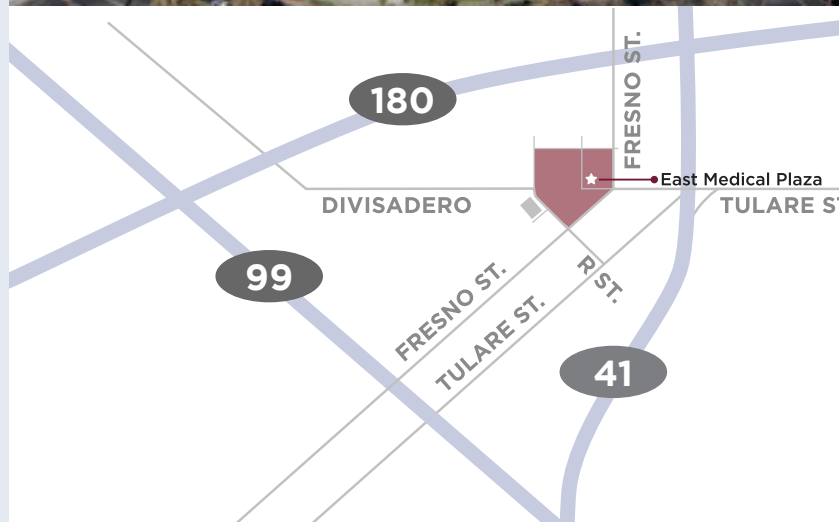 FRESNO ST.
180
East Medical Plaza
DIVISADERO
TULARE S
99
FRESNO ST.
R ST.
TULARE ST.
41